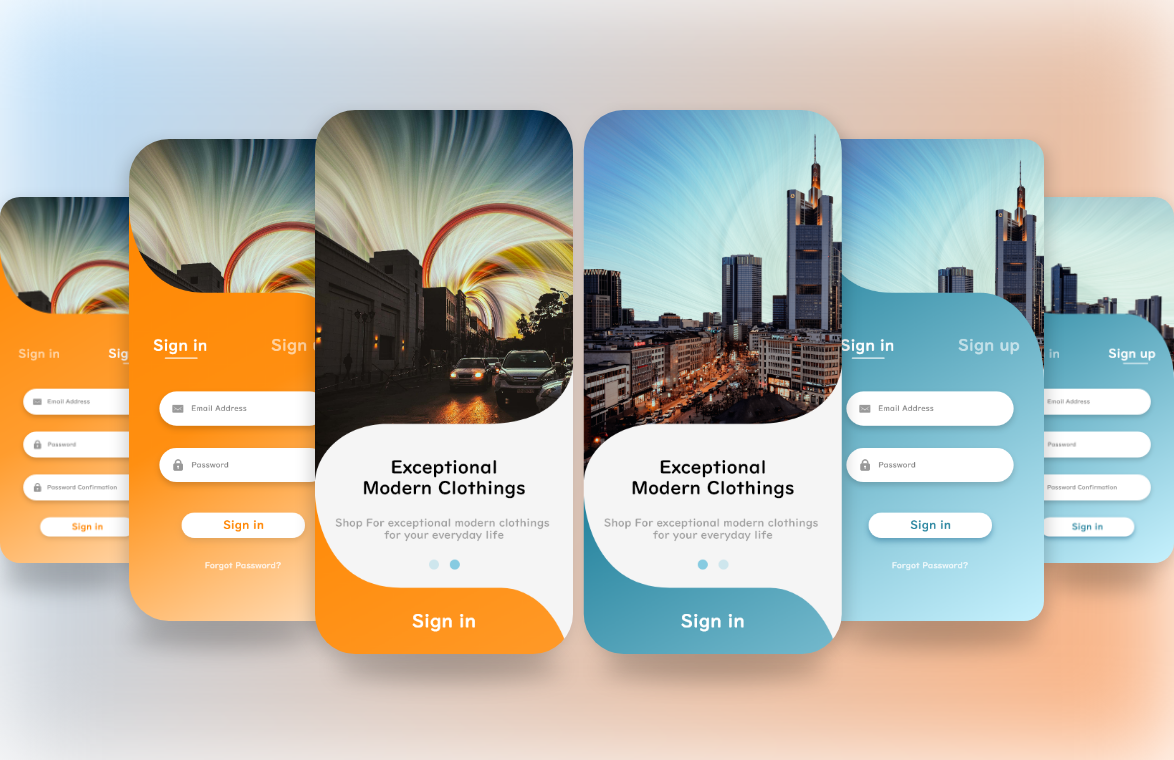 Sign in
Sig
Email Address
Password
Password Confirmation
Sign in
Sign in
Sign
Email Address
Password
Sign in
Forgot Password?
Exceptional
Modern Clothings
Shop For exceptional modern clothings
for your everyday life
Sign in
Exceptional
Modern Clothings
Shop For exceptional modern clothings
for your everyday life
Sign in
Sign in
Sign up
Email Address
Password
Sign in
Forgot Password?
in
Sign up
Email Address
Password
Password Confirmation
Sign in